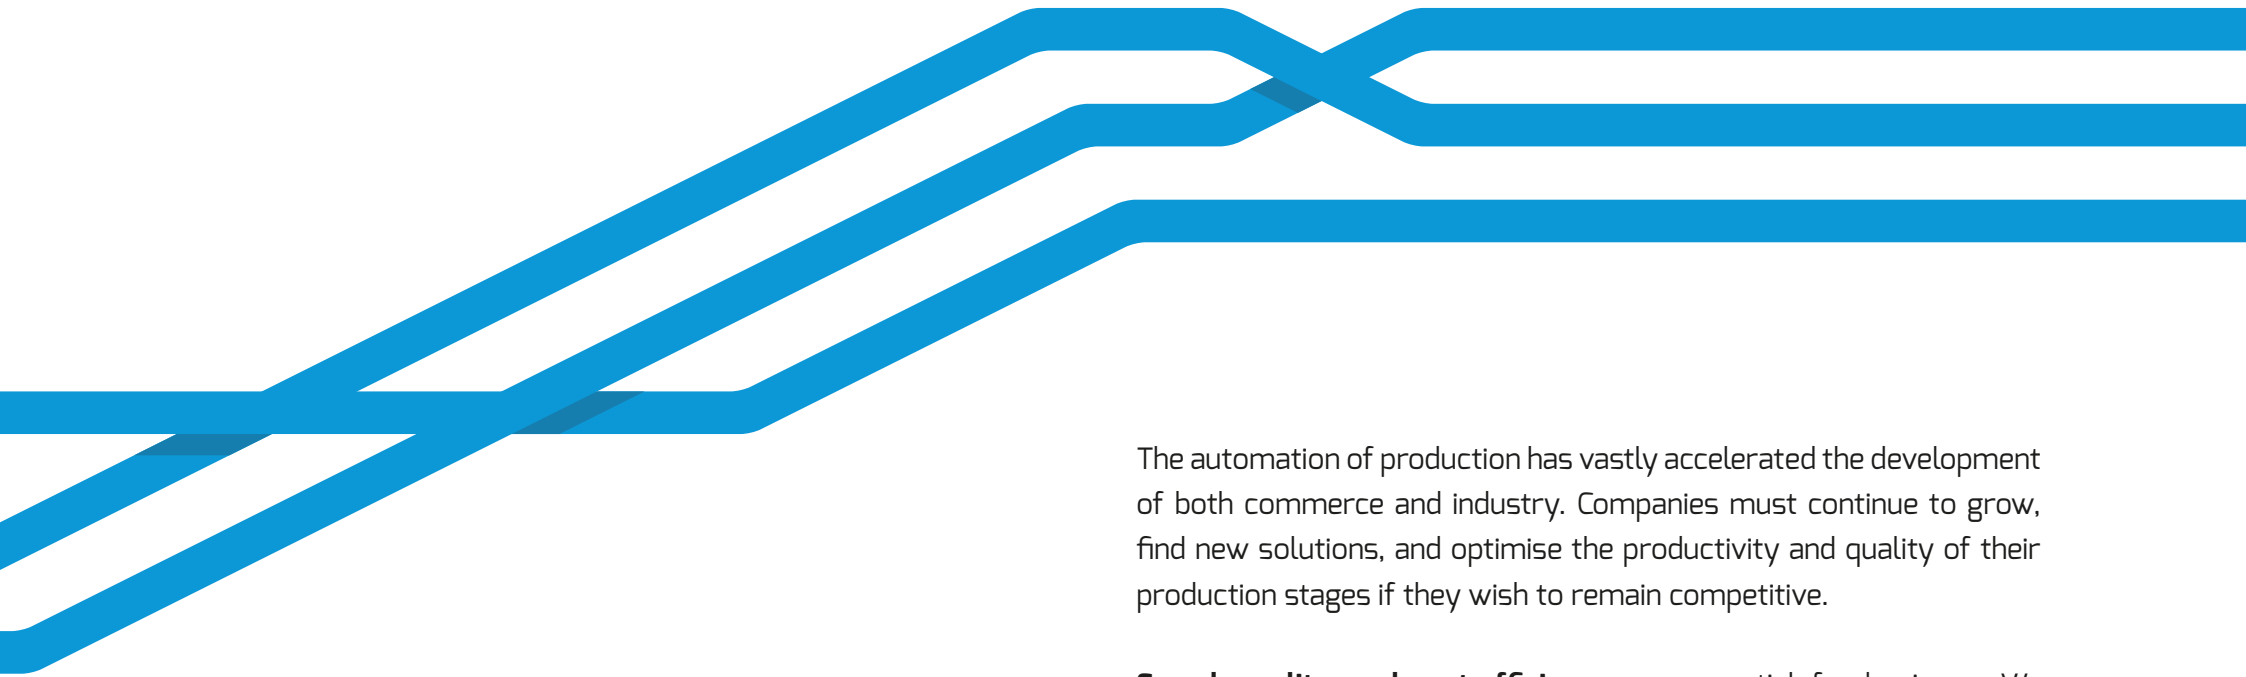 The automation of production has vastly accelerated the development
of both commerce and industry. Companies must continue to grow,
find new solutions, and optimise the productivity and quality of their
production stages if they wish to remain competitive.